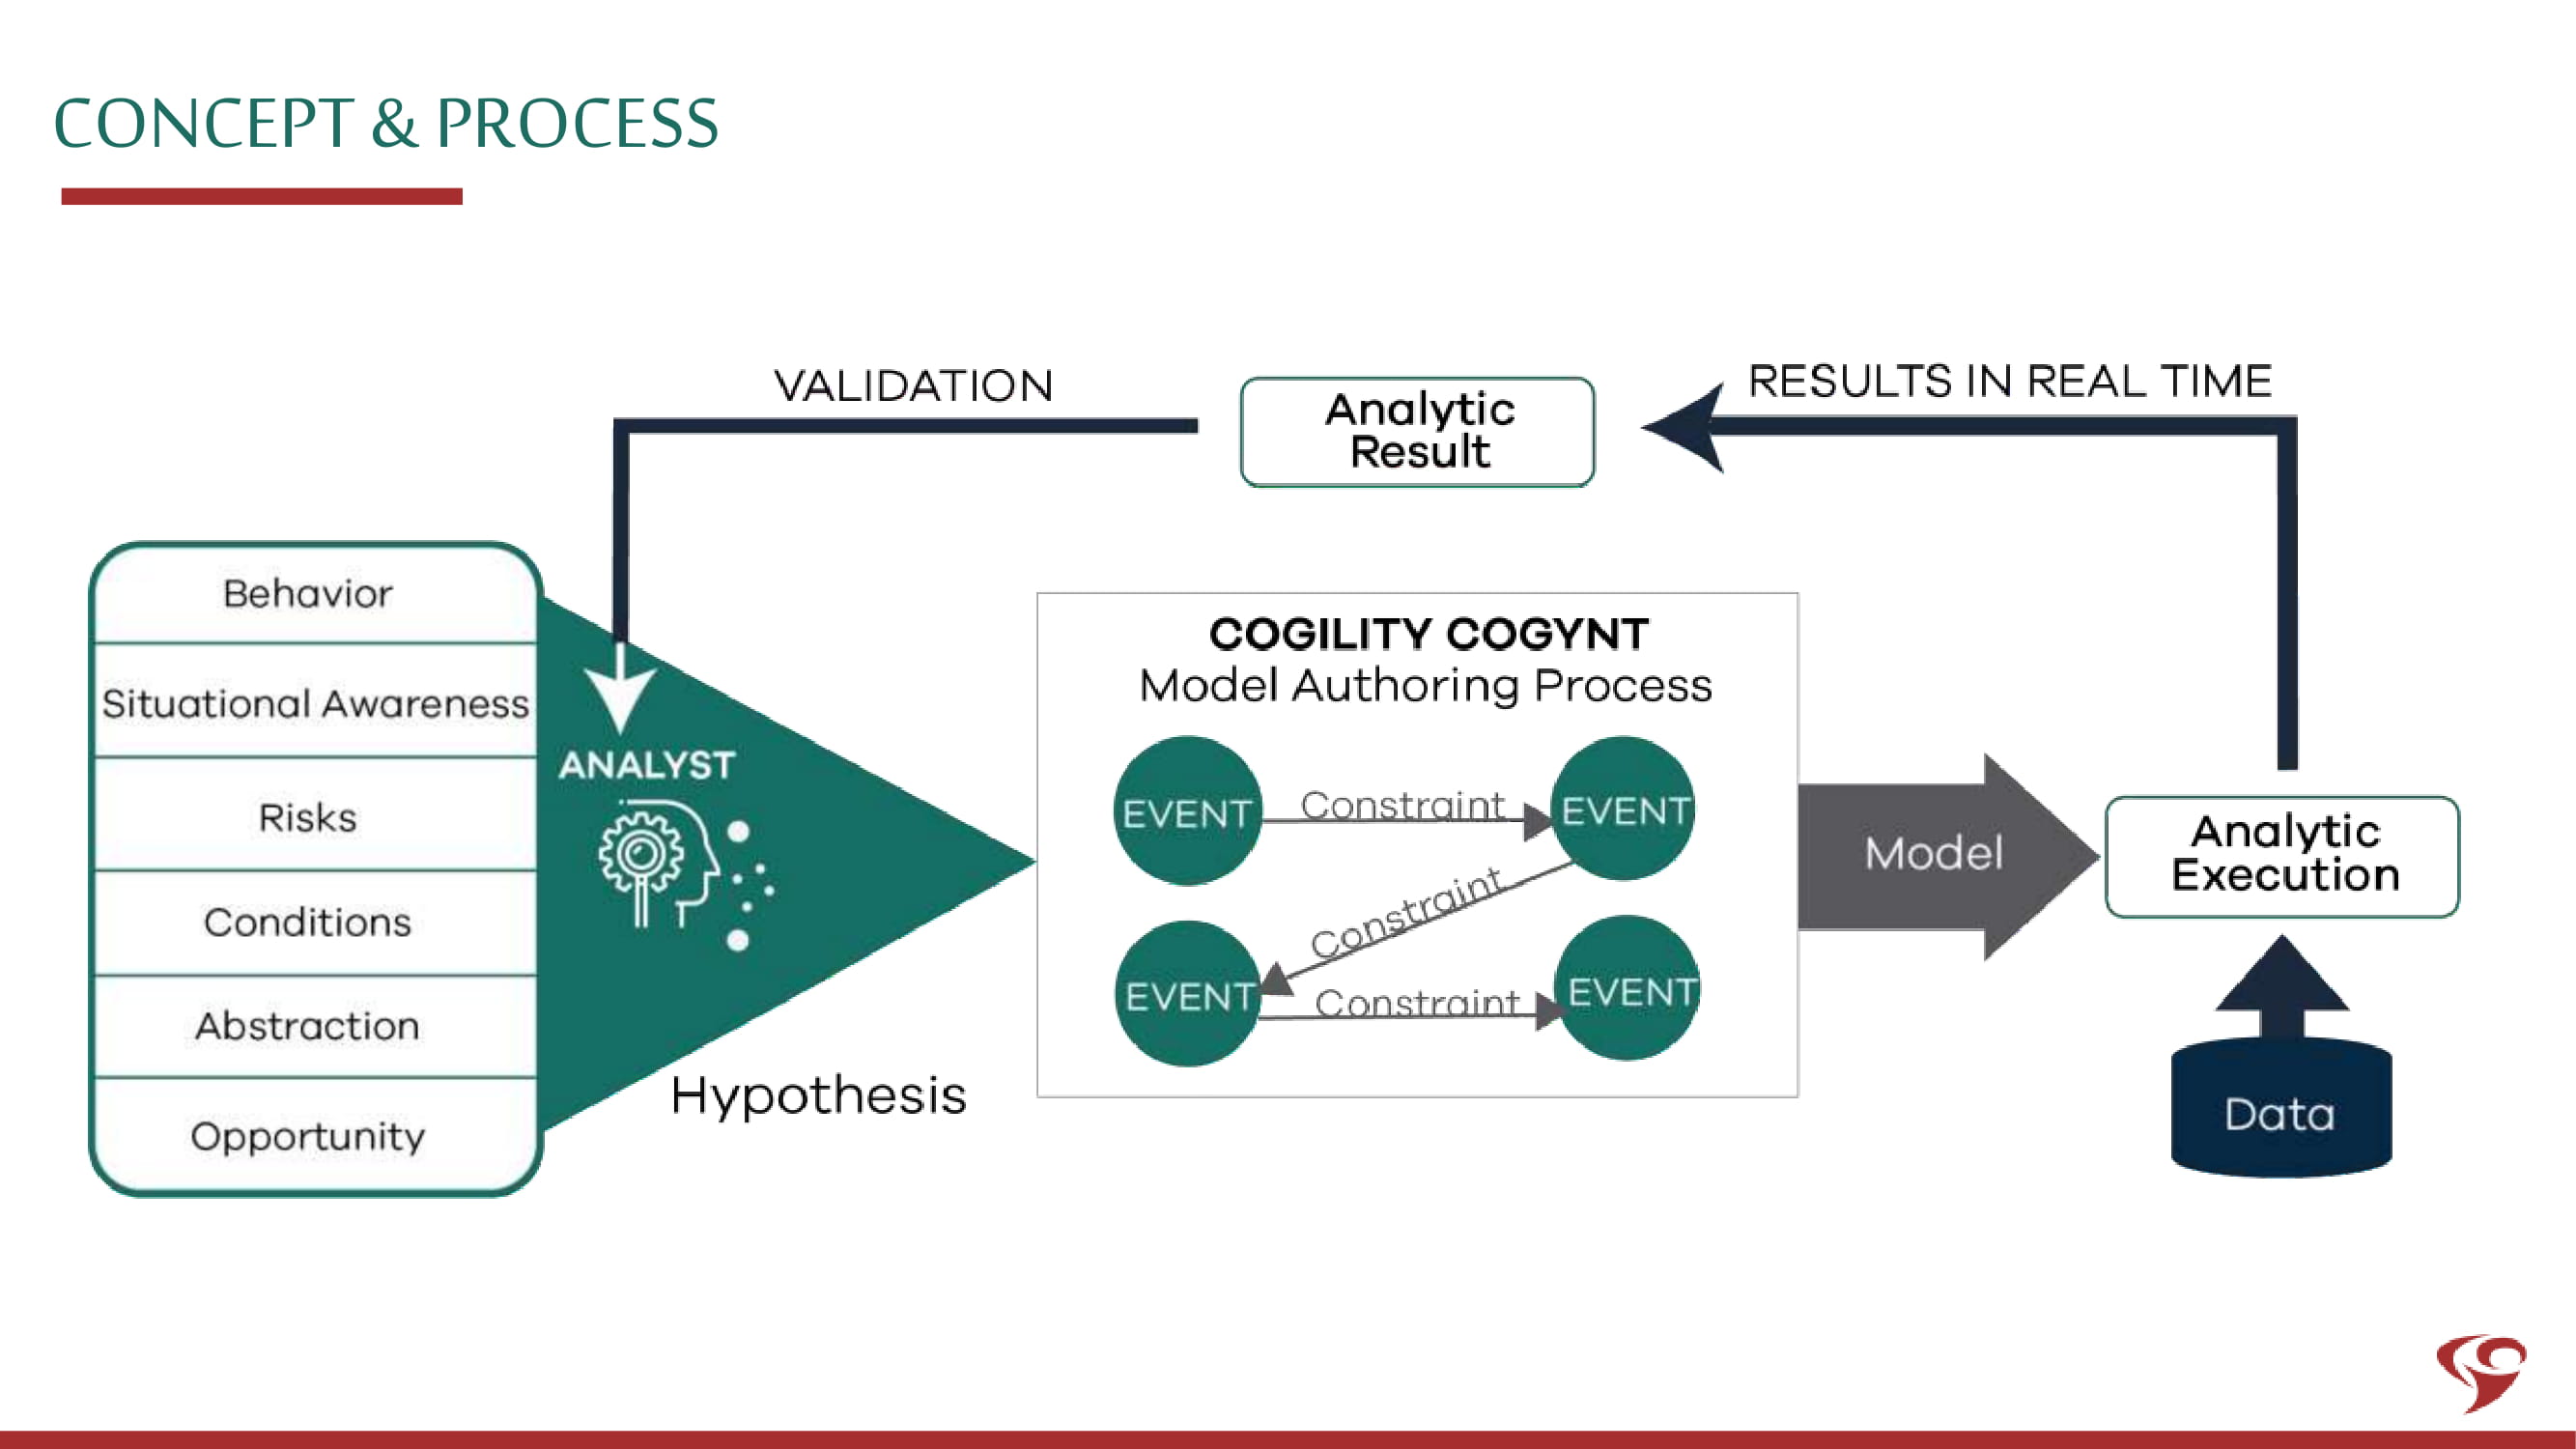 CONCEPT & PROCESS
VALIDATION
Analytic
Result
RESULTS IN REAL TIME
Behavior
Situational Awareness
Risks
Conditions
Abstraction
Opportunity
ANALYST
Hypothesis
COGILITY COGYNT
Model Authoring Process
EVENT
Constraint
EVENT
Constraint
EVENT
Constraint
EVENT
Model
Analytic
Execution
Data